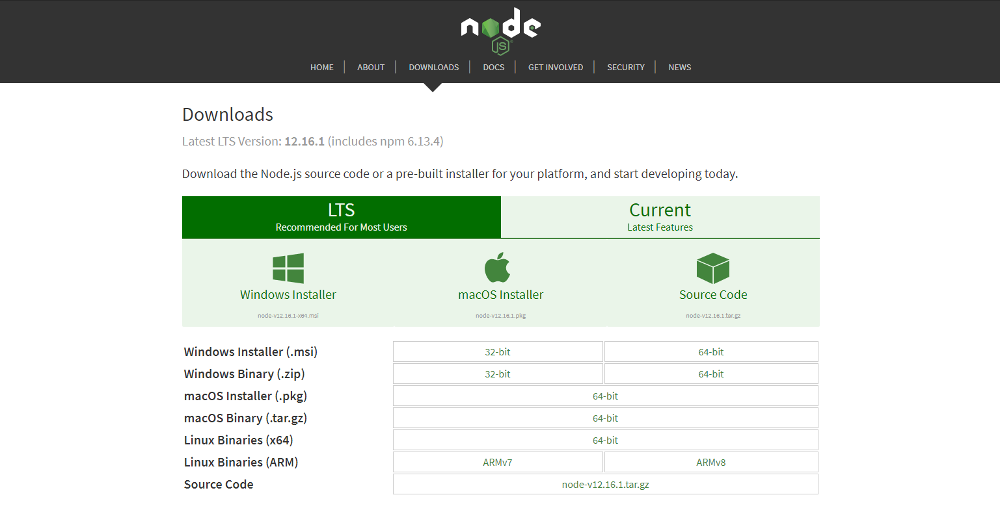 node
JS
HOME ABOUT DOWNLOADS DOCS GET INVOLVED SECURITY NEWS
Downloads
Latest LTS Version: 12.16.1 (includes npm 6.13.4)
Download the Node.js source code or a pre-built installer for your platform, and start developing today.
LTS
Recommended For Most Users
Current
Latest Features
Windows Installer
node-v12.16.1-x64.msi
macOS Installer
node-v12.16.1.pkg
Source Code
node-v12.16.1.tar.gz
Windows Installer (.msi) 32-bit 64-bit
Windows Binary (.zip) 32-bit 64-bit
macOS Installer (.pkg) 64-bit
macOS Binary (.tar.gz) 64-bit
Linux Binaries (x64) 64-bit
Linux Binaries (ARM) ARMv7 ARMv8
Source Code node-v12.16.1.tar.gz